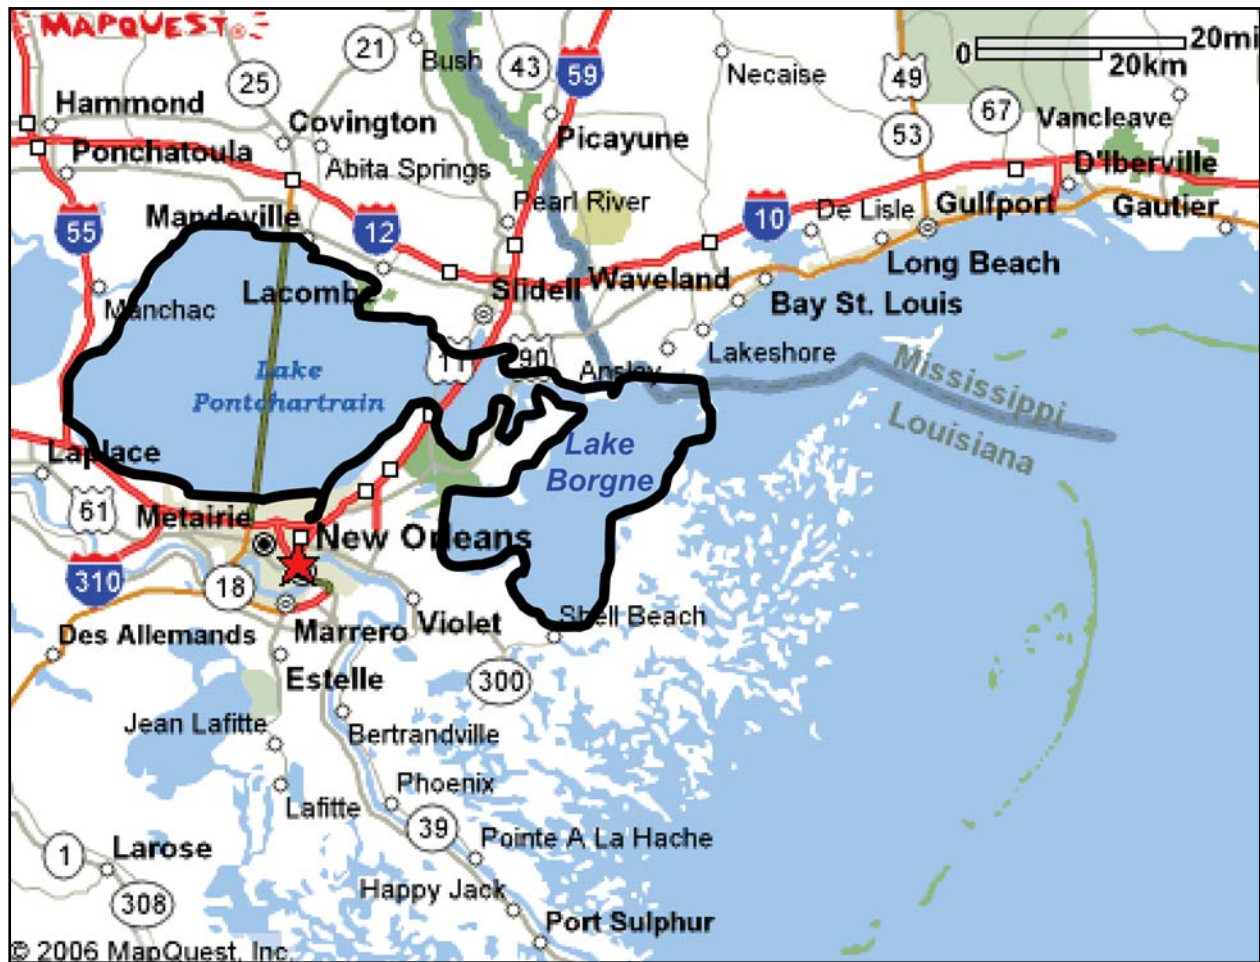 MAPQUEST
21
Bush
43
59
Necaise
49
0
20mi
20km
25
Hammond
Covington
Picayune
53
67
Vancleave
Ponchatoula
Abita Springs
D'Iberville
55
Mandeville
12
Pearl River
10
De Lisle
Gulfport
Gautier
Manchac
Lacombe
Slidell
Waveland
Long Beach
Bay St. Louis
11
90
Ansley
Lakeshore
Lake
Pontchartrain
Mississippi
Louisiana
Lake
Borgne
Laplace
61
Metairie
New Orleans
310
18
Des Allemands
Marrero
Violet
Shell Beach
Estelle
300
Jean Lafitte
Bertrandville
Lafitte
Phoenix
39
Pointe A La Hache
1
Larose
308
Happy Jack
Port Sulphur
© 2006 MapQuest, Inc.